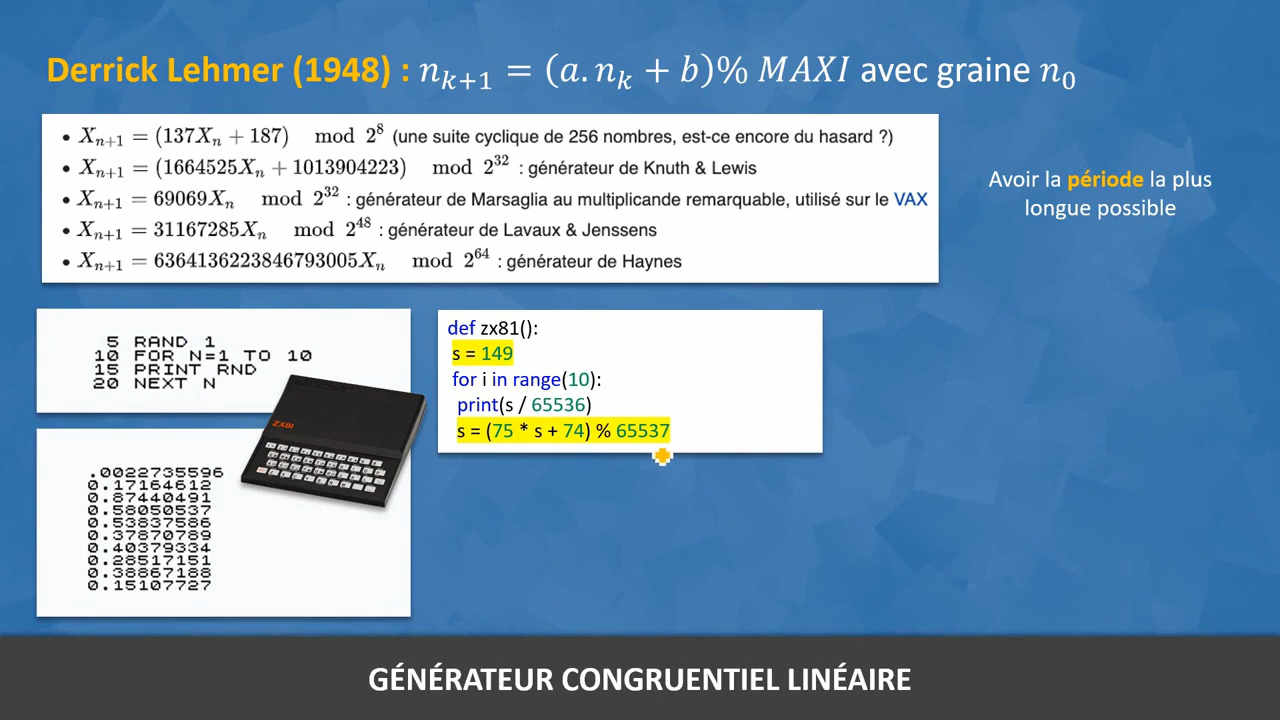 Derrick Lehmer (1948) : n_{k+1} = (a.n_k + b)% MAXI avec graine n_0
• X_{n+1} = (137X_n + 187) mod 2^8 (une suite cyclique de 256 nombres, est-ce encore du hasard ?)
• X_{n+1} = (1664525X_n + 1013904223) mod 2^32 : générateur de Knuth & Lewis
• X_{n+1} = 69069X_n mod 2^32 : générateur de Marsaglia au multiplicande remarquable, utilisé sur le VAX
• X_{n+1} = 31167285X_n mod 2^48 : générateur de Lavaux & Jenssens
• X_{n+1} = 6364136223846793005X_n mod 2^64 : générateur de Haynes
Avoir la période la plus
longue possible
5 RAND 1
10 FOR N=1 TO 10
15 PRINT RND
20 NEXT N
ZX81
.0022735596
0.17164612
0.87440491
0.58050537
0.53837586
0.37870789
0.40379334
0.28517151
0.38867188
0.15107727
def zx81():
s = 149
for i in range(10):
print(s / 65536)
s = (75 * s + 74) % 65537
GÉNÉRATEUR CONGRUENTIEL LINÉAIRE